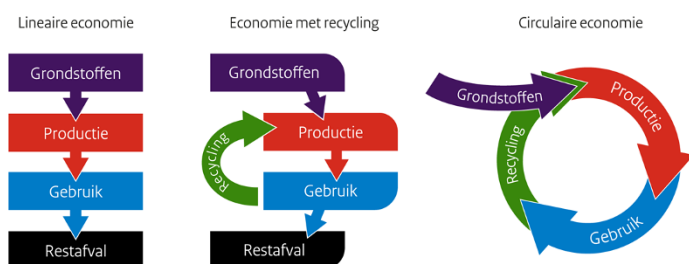 Lineaire economie
Grondstoffen
Productie
Gebruik
Restafval
Economie met recycling
Grondstoffen
Productie
Recycling
Gebruik
Restafval
Circulaire economie
Grondstoffen
Productie
Recycling
Gebruik